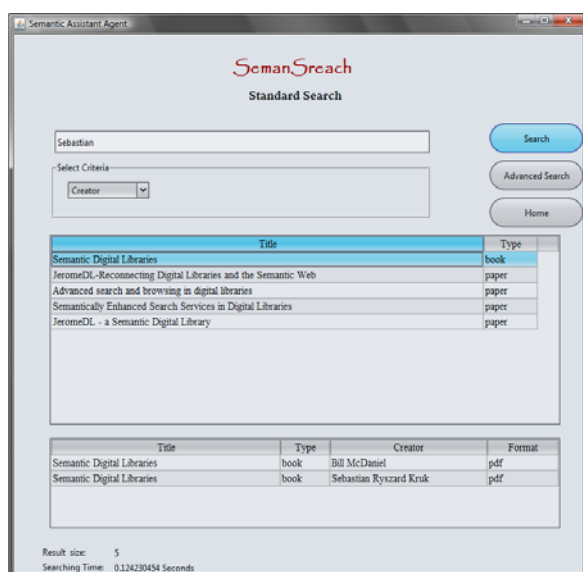 Semantic Assistant Agent
SemanSreach
Standard Search
Sebastian
Search
Select Criteria
Creator
Advanced Search
Home
Title Type
Semantic Digital Libraries book
JeromeDL-Reconnecting Digital Libraries and the Semantic Web paper
Advanced search and browsing in digital libraries paper
Semantically Enhanced Search Services in Digital Libraries paper
JeromeDL - a Semantic Digital Library paper
Title Type Creator Format
Semantic Digital Libraries book Bill McDaniel pdf
Semantic Digital Libraries book Sebastian Ryszard Kruk pdf
Result size: 5
Searching Time: 0.124230454 Seconds